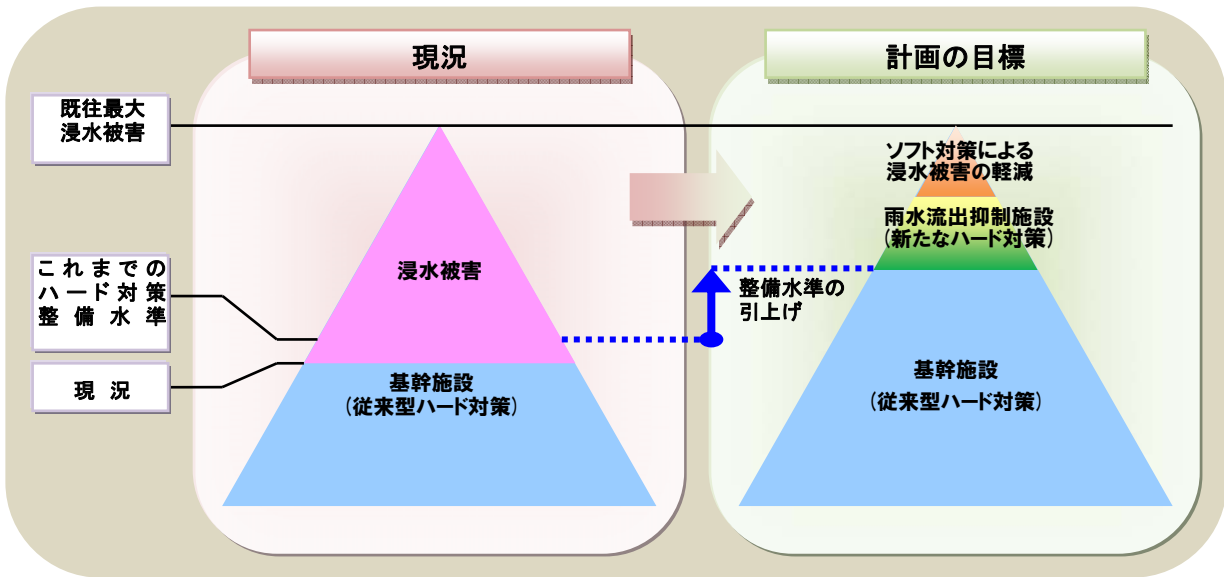 現況
計画の目標
既往最大
浸水被害
これまでの
ハード対策
整備水準
現況
浸水被害
基幹施設
(従来型ハード対策)
ソフト対策による
浸水被害の軽減
雨水流出抑制施設
(新たなハード対策)
整備水準の
引上げ
基幹施設
(従来型ハード対策)